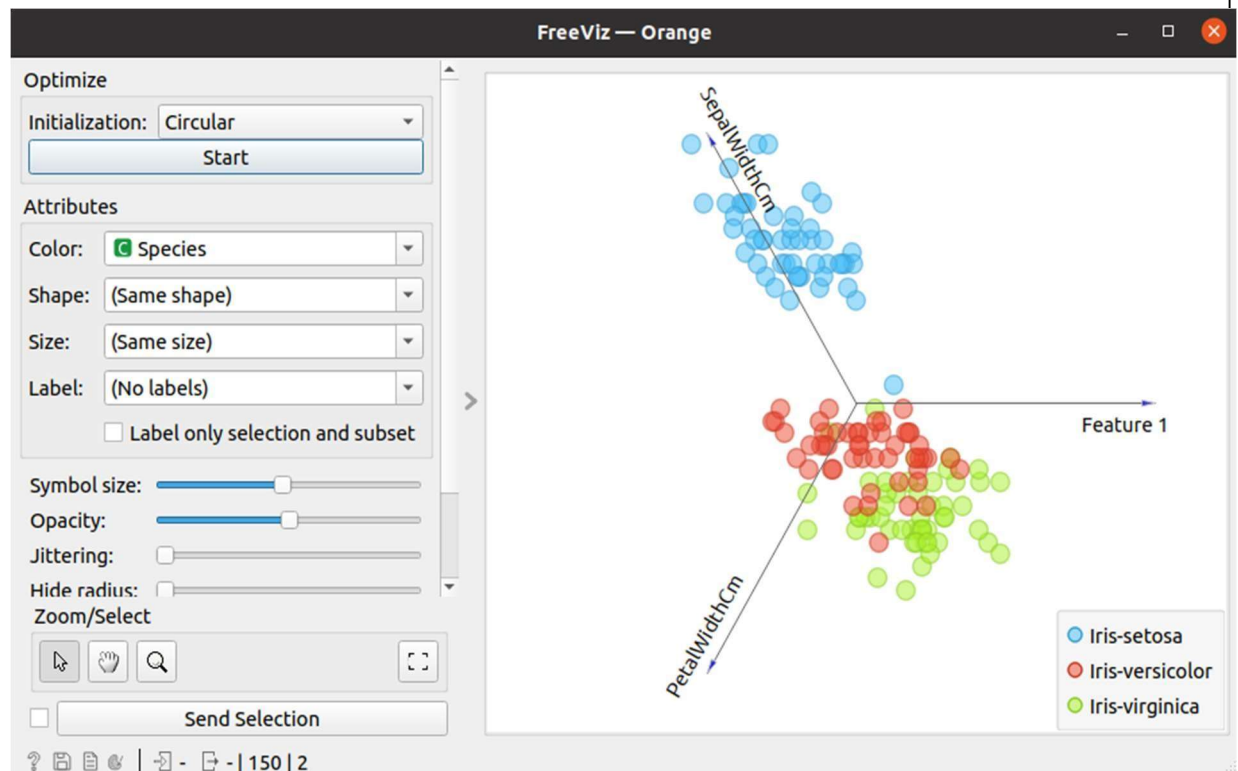 FreeViz — Orange
Optimize
Initialization: Circular
Start
Attributes
Color: C Species
Shape: (Same shape)
Size: (Same size)
Label: (No labels)
Label only selection and subset
Symbol size:
Opacity:
Jittering:
Hide radius:
Zoom/Select
Send Selection
? - - | 150 | 2
SepalWidthCm
Feature 1
PetalWidthCm
Iris-setosa
Iris-versicolor
Iris-virginica